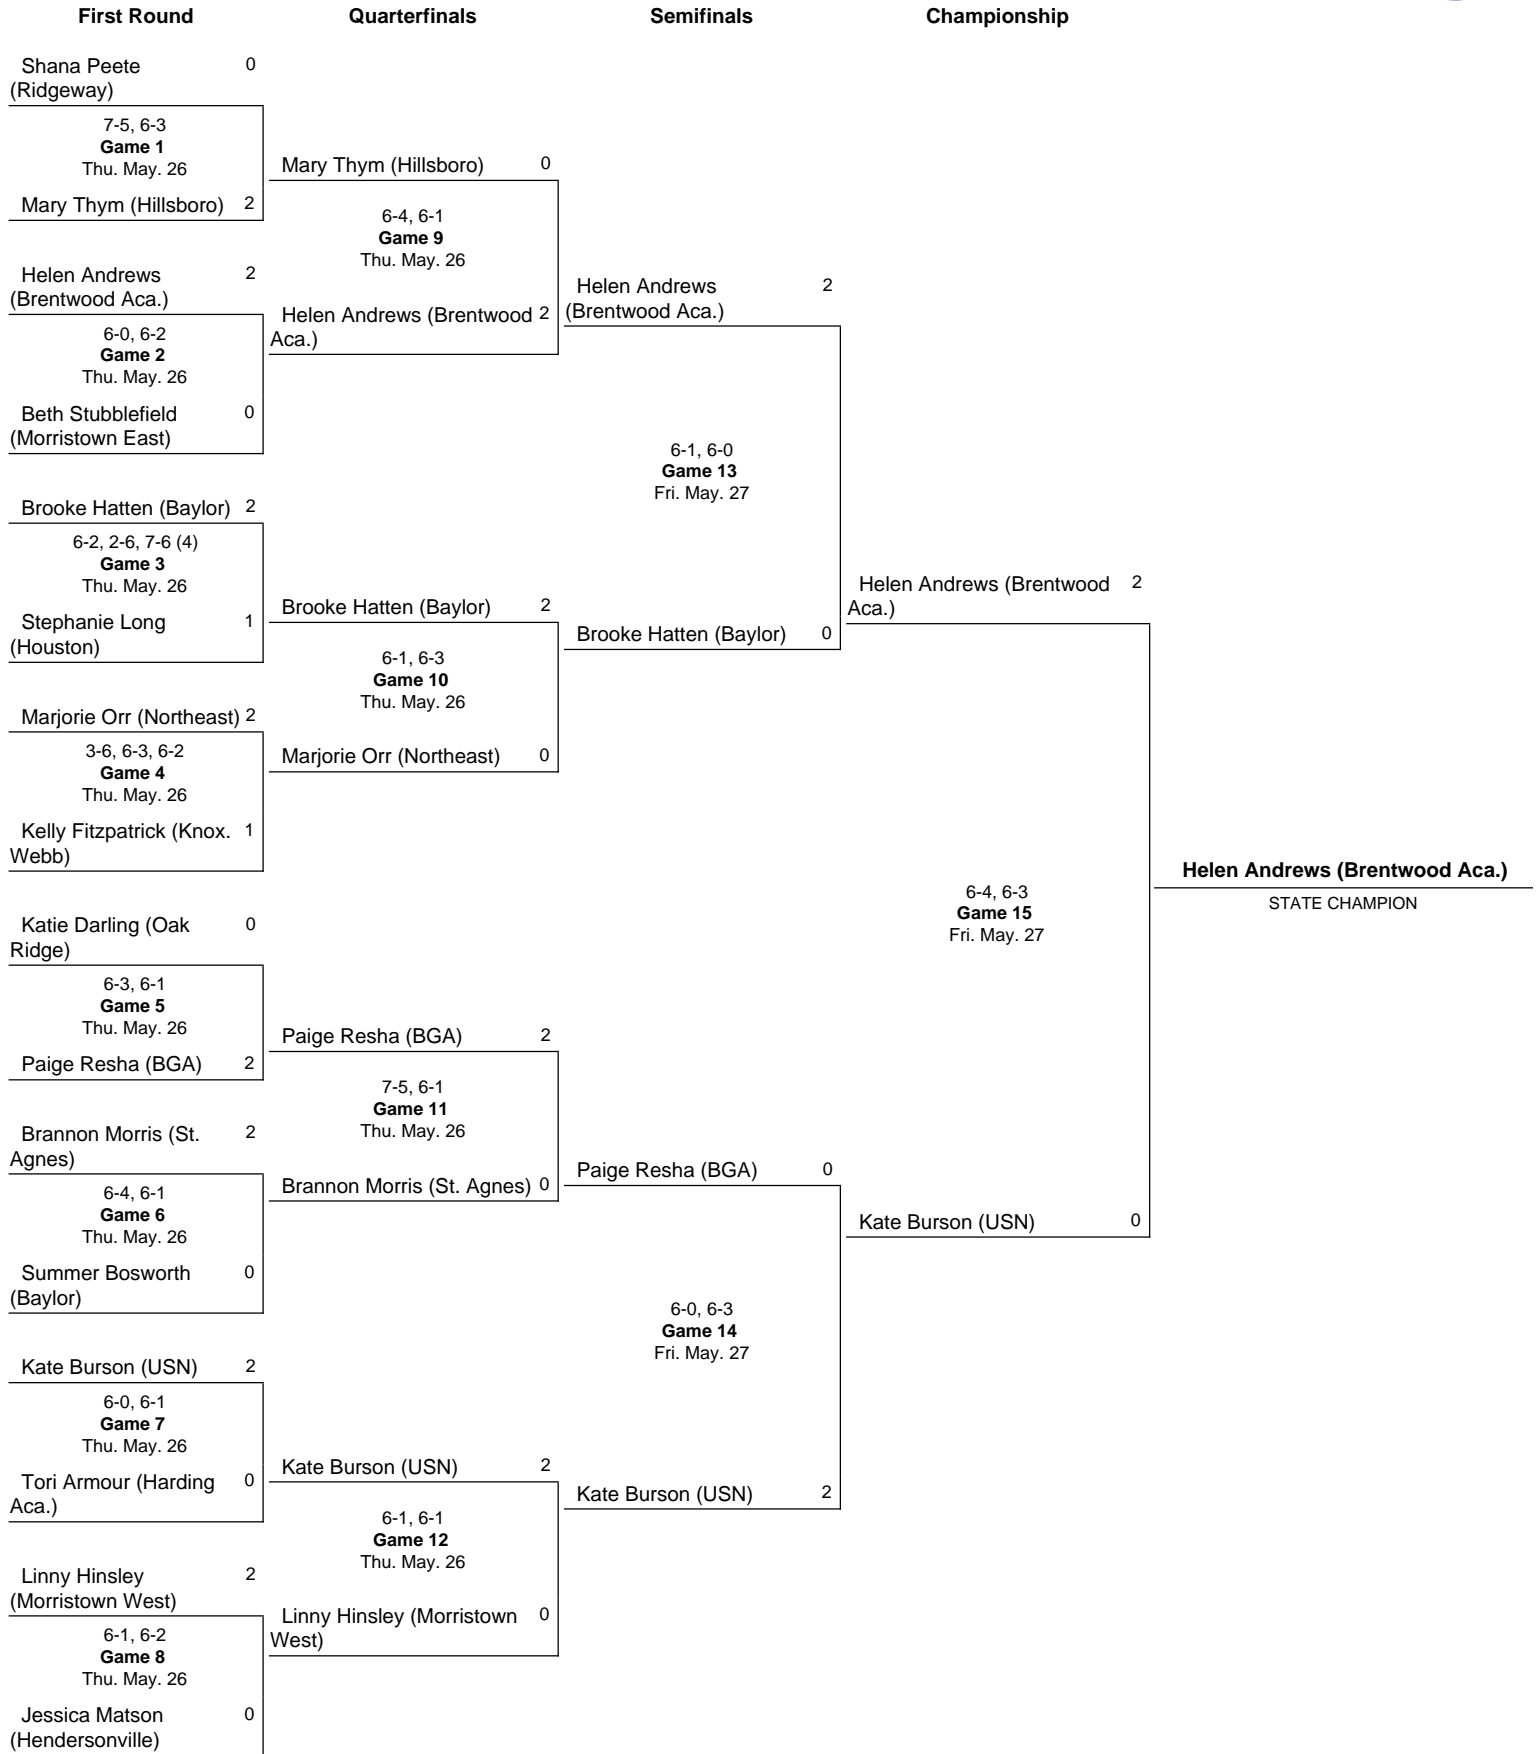 First Round
Quarterfinals
Semifinals
Championship
Shana Peete 0
(Ridgeway)
7-5, 6-3
Game 1
Thu. May. 26
Mary Thym (Hillsboro) 2
Helen Andrews 2
(Brentwood Aca.)
6-0, 6-2
Game 2
Thu. May. 26
Beth Stubblefield 0
(Morristown East)
Brooke Hatten (Baylor) 2
6-2, 2-6, 7-6 (4)
Game 3
Thu. May. 26
Stephanie Long 1
(Houston)
Marjorie Orr (Northeast) 2
3-6, 6-3, 6-2
Game 4
Thu. May. 26
Kelly Fitzpatrick (Knox. 1
Webb)
Katie Darling (Oak 0
Ridge)
6-3, 6-1
Game 5
Thu. May. 26
Paige Resha (BGA) 2
Brannon Morris (St. 2
Agnes)
6-4, 6-1
Game 6
Thu. May. 26
Summer Bosworth 0
(Baylor)
Kate Burson (USN) 2
6-0, 6-1
Game 7
Thu. May. 26
Tori Armour (Harding 0
Aca.)
Linny Hinsley 2
(Morristown West)
6-1, 6-2
Game 8
Thu. May. 26
Jessica Matson 0
(Hendersonville)
Mary Thym (Hillsboro) 0
6-4, 6-1
Game 9
Thu. May. 26
Helen Andrews (Brentwood 2
Aca.)
Brooke Hatten (Baylor) 2
6-1, 6-3
Game 10
Thu. May. 26
Marjorie Orr (Northeast) 0
Paige Resha (BGA) 2
7-5, 6-1
Game 11
Thu. May. 26
Brannon Morris (St. Agnes) 0
Kate Burson (USN) 2
6-1, 6-1
Game 12
Thu. May. 26
Linny Hinsley (Morristown 0
West)
Helen Andrews 2
(Brentwood Aca.)
6-1, 6-0
Game 13
Fri. May. 27
Brooke Hatten (Baylor) 0
Paige Resha (BGA) 0
6-0, 6-3
Game 14
Fri. May. 27
Kate Burson (USN) 2
Helen Andrews (Brentwood 2
Aca.)
6-4, 6-3
Game 15
Fri. May. 27
Kate Burson (USN) 0
Helen Andrews (Brentwood Aca.)
STATE CHAMPION